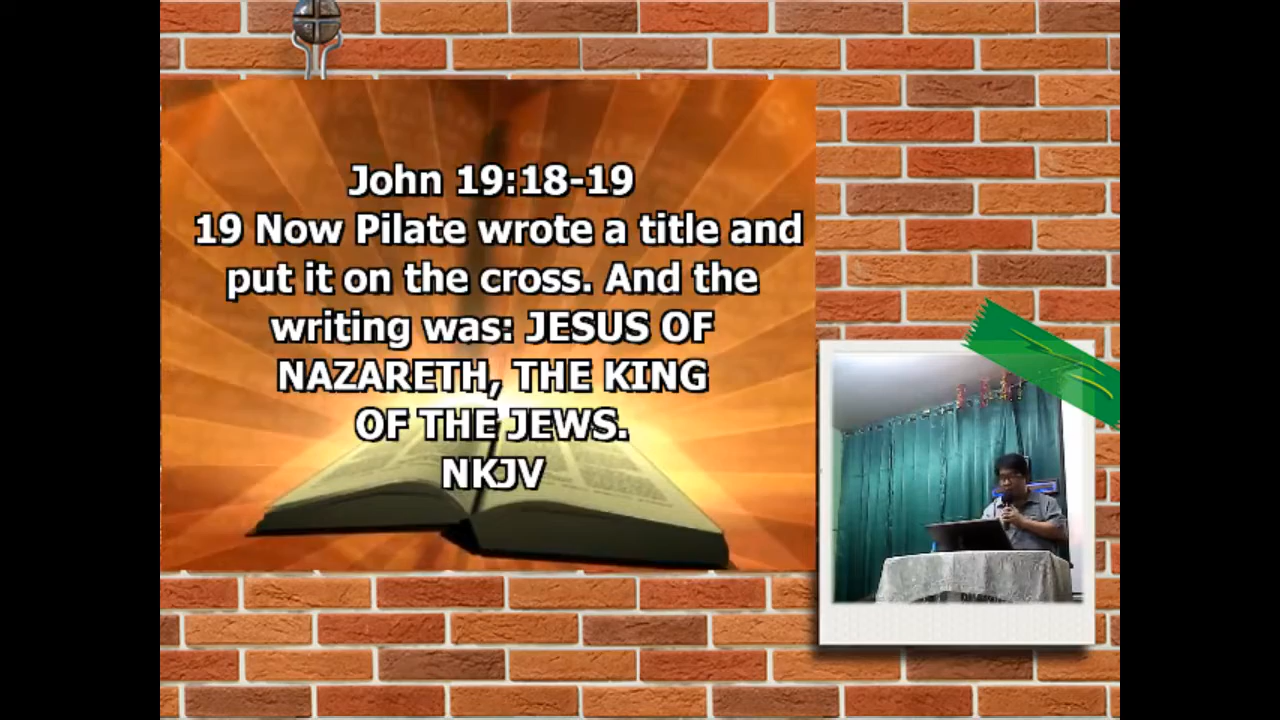 John 19:18-19
19 Now Pilate wrote a title and
put it on the cross. And the
writing was: JESUS OF
NAZARETH, THE KING
OF THE JEWS.
NKJV